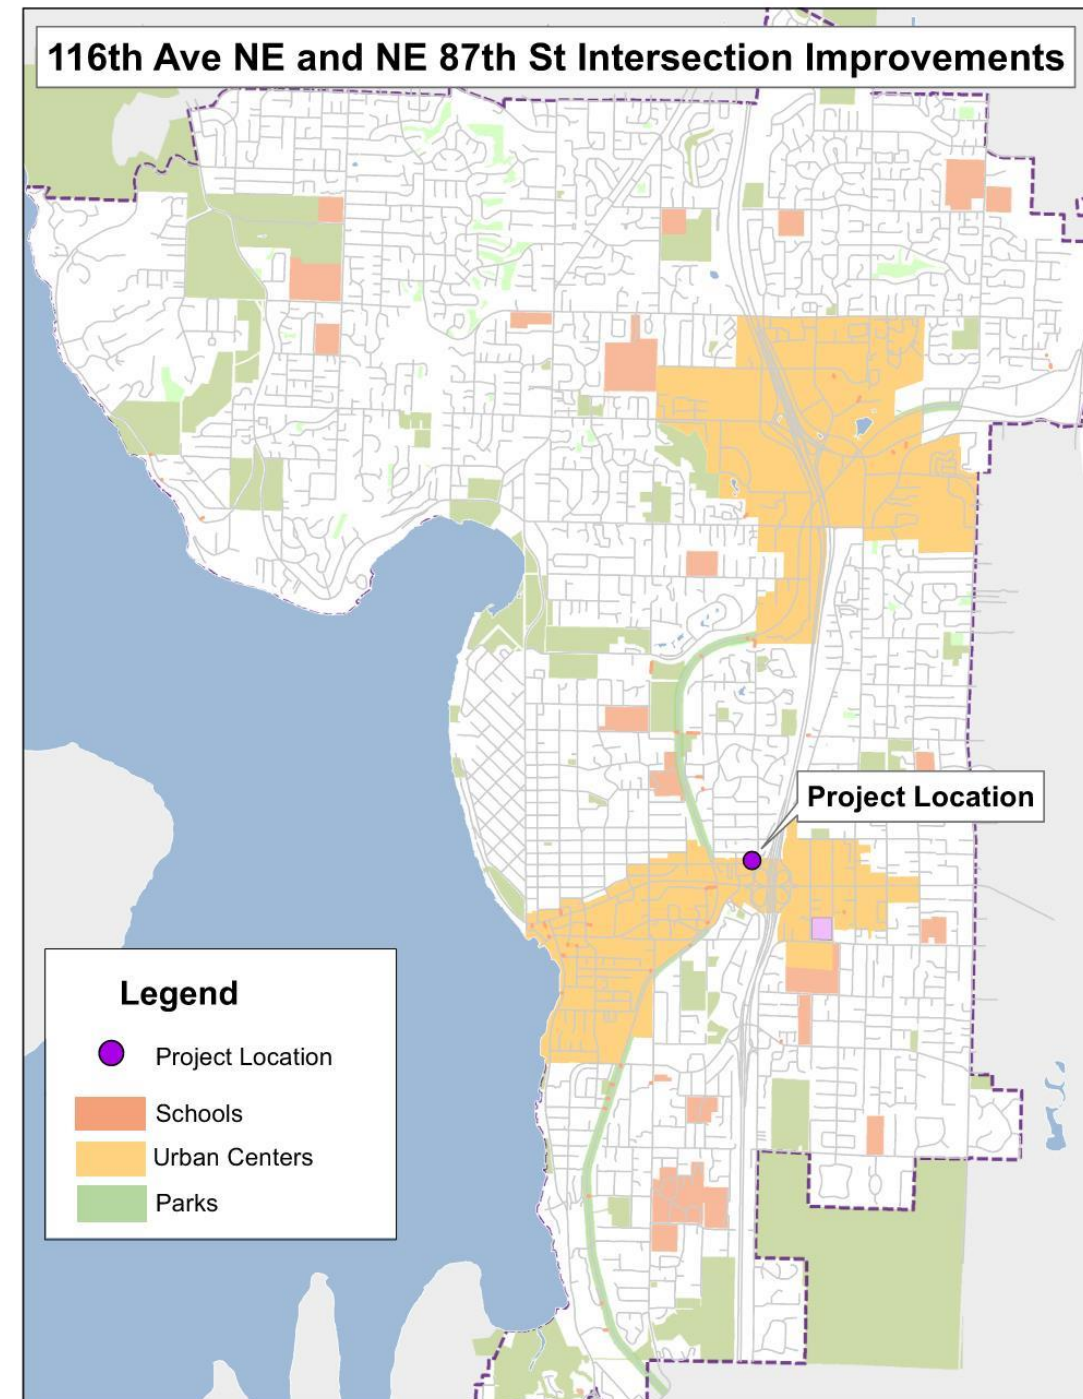 116th Ave NE and NE 87th St Intersection Improvements
Project Location
Legend
Project Location
Schools
Urban Centers
Parks